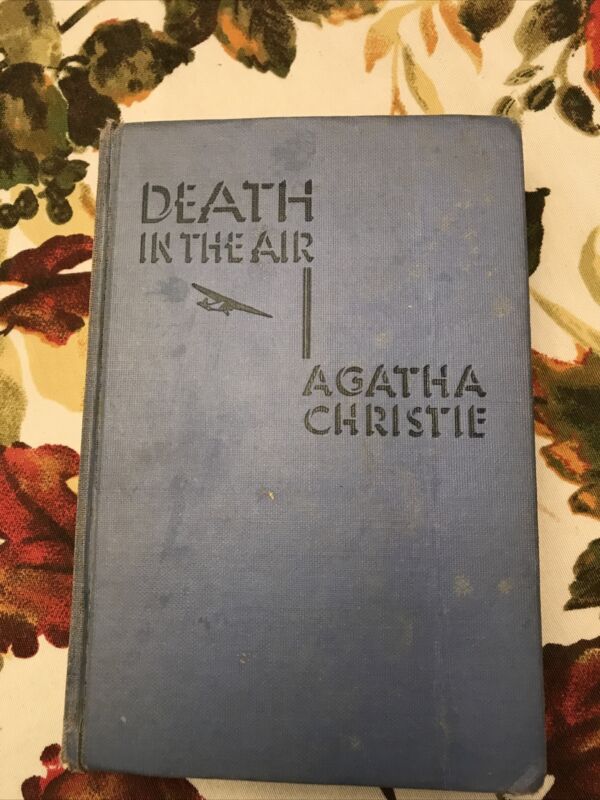 DEATH
IN THE AIR
AGATHA
CHRISTIE